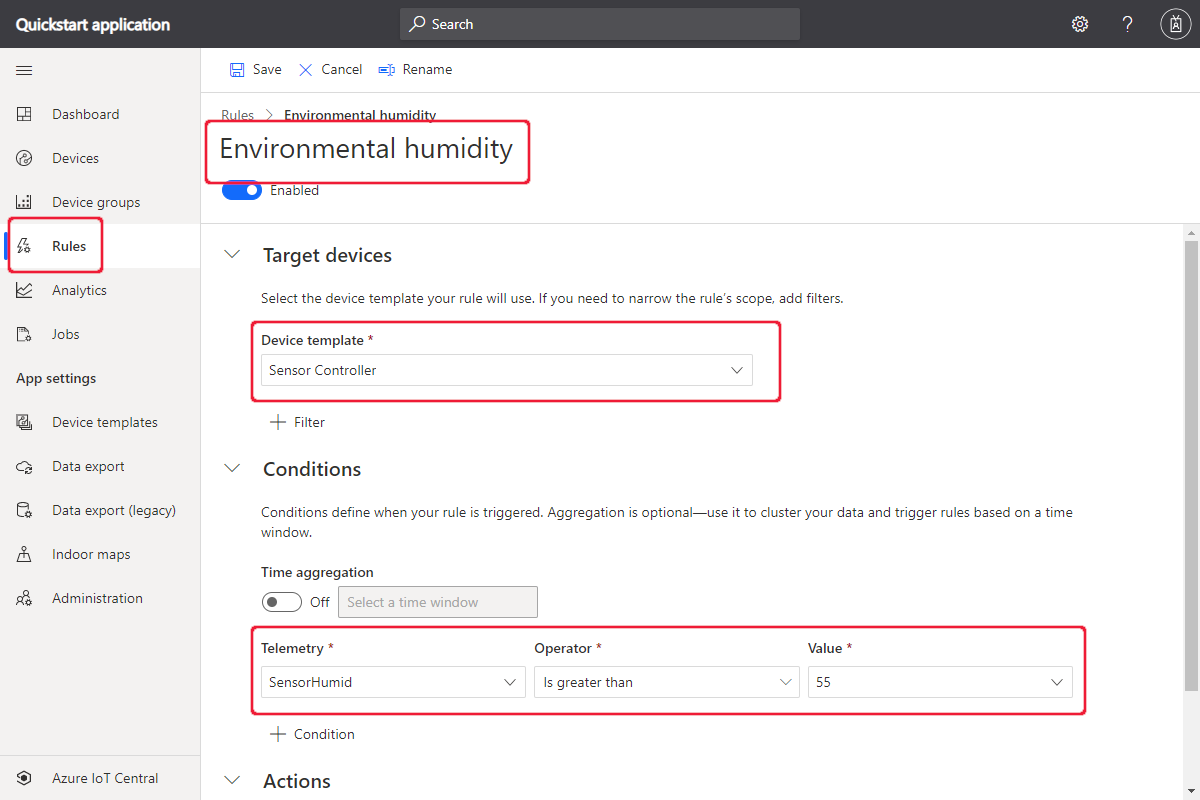 Quickstart application
Search
?
Save
Cancel
Rename
Dashboard
Devices
Device groups
Rules
Analytics
Jobs
App settings
Device templates
Data export
Data export (legacy)
Indoor maps
Administration
Azure IoT Central
Rules > Environmental humidity
Environmental humidity
Enabled
Target devices
Select the device template your rule will use. If you need to narrow the rule's scope, add filters.
Device template *
Sensor Controller
Filter
Conditions
Conditions define when your rule is triggered. Aggregation is optional—use it to cluster your data and trigger rules based on a time
window.
Time aggregation
Off
Select a time window
Telemetry * Operator * Value *
SensorHumid Is greater than 55
Condition
Actions